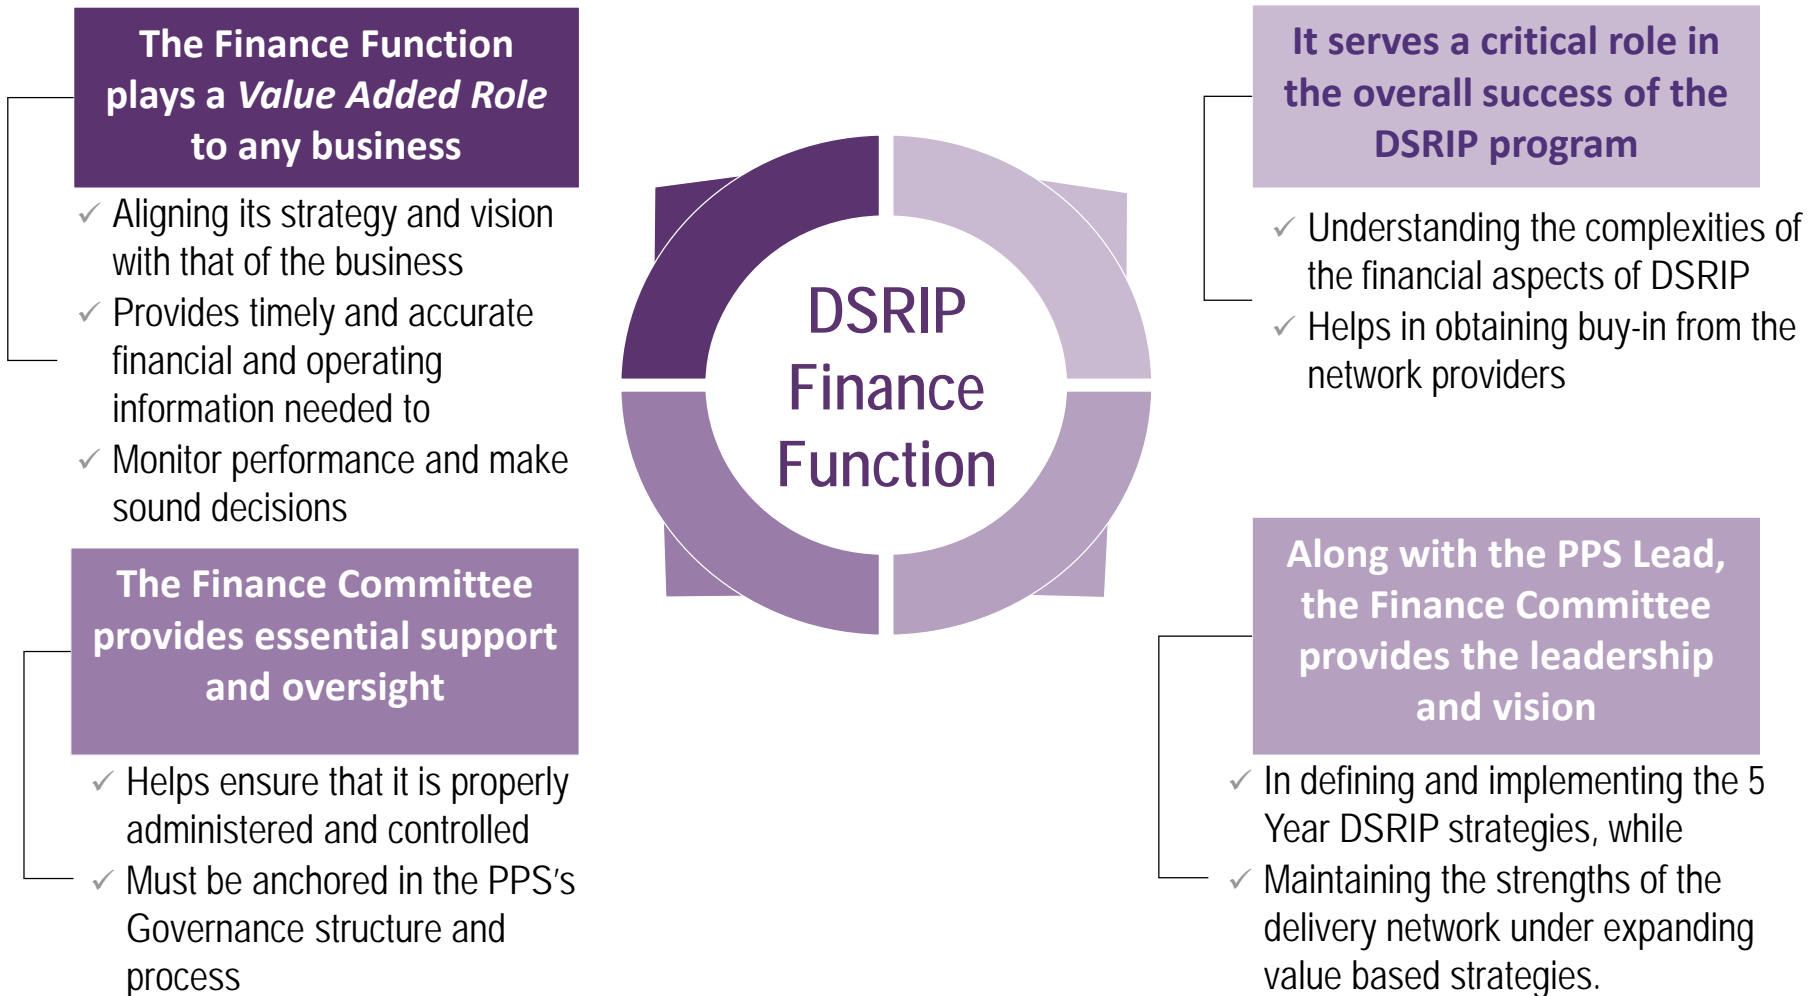 The Finance Function
plays a Value Added Role
to any business
✓ Aligning its strategy and vision
with that of the business
✓ Provides timely and accurate
financial and operating
information needed to
✓ Monitor performance and make
sound decisions
The Finance Committee
provides essential support
and oversight
✓ Helps ensure that it is properly
administered and controlled
✓ Must be anchored in the PPS's
Governance structure and
process
DSRIP
Finance
Function
It serves a critical role in
the overall success of the
DSRIP program
✓ Understanding the complexities of
the financial aspects of DSRIP
✓ Helps in obtaining buy-in from the
network providers
Along with the PPS Lead,
the Finance Committee
provides the leadership
and vision
✓ In defining and implementing the 5
Year DSRIP strategies, while
✓ Maintaining the strengths of the
delivery network under expanding
value based strategies.